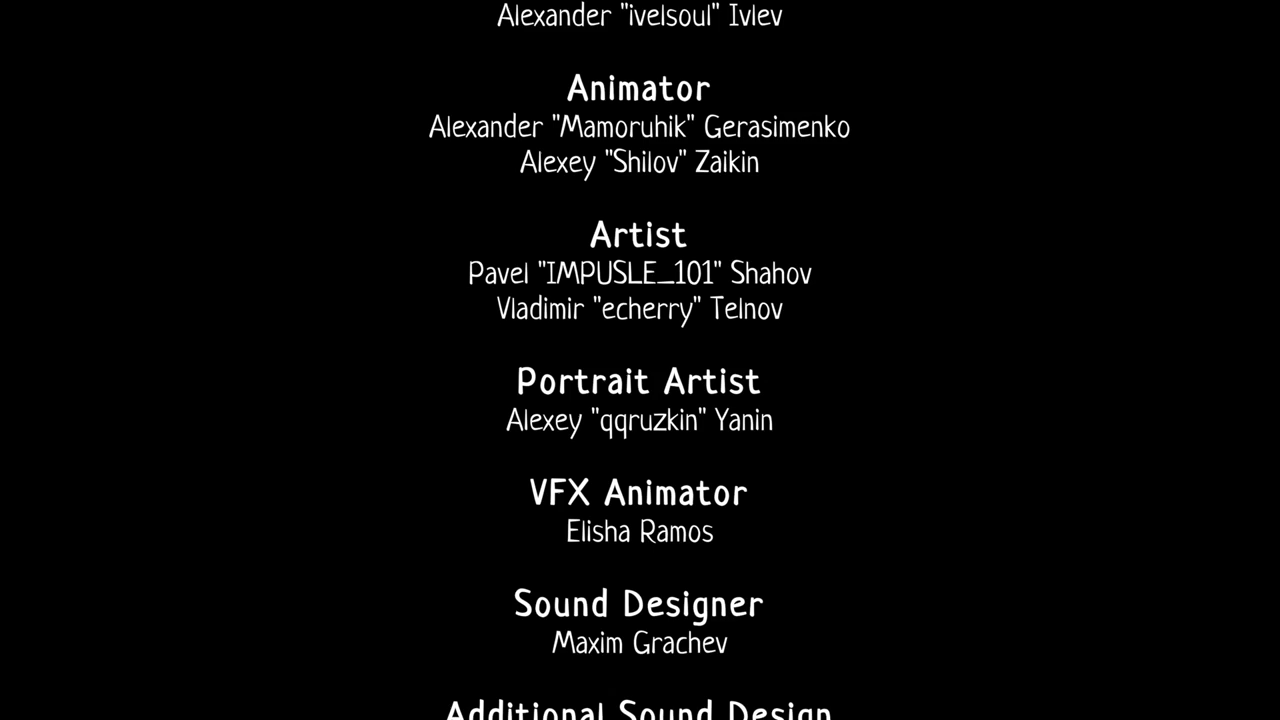 Alexander "ivelsoul" Ivlev
Animator
Alexander "Mamoruhik" Gerasimenko
Alexey "Shilov" Zaikin
Artist
Pavel "IMPUSLE_101" Shahov
Vladimir "echerry" Telnov
Portrait Artist
Alexey "qqruzkin" Yanin
VFX Animator
Elisha Ramos
Sound Designer
Maxim Grachev
Additional Sound Design